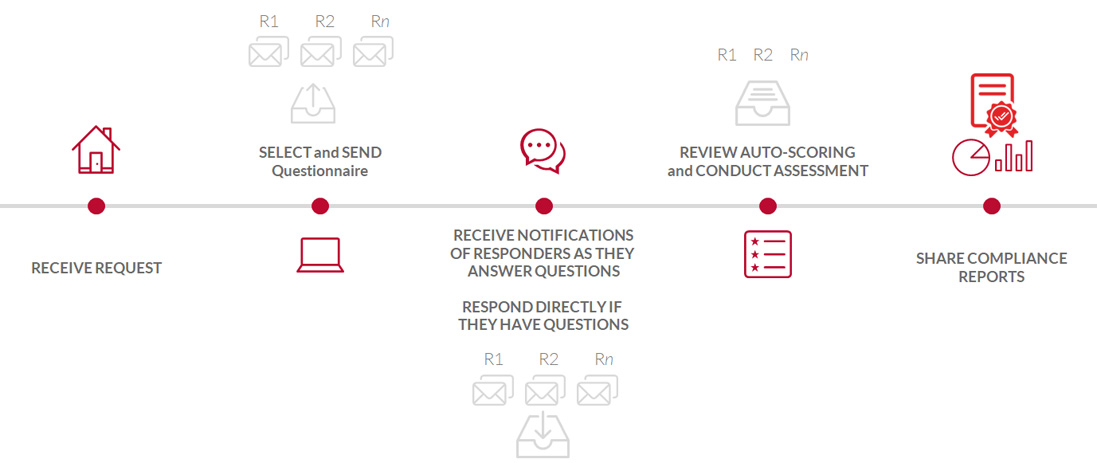 R1 R2 Rn
SELECT and SEND
Questionnaire
R1 R2 Rn
REVIEW AUTO-SCORING
and CONDUCT ASSESSMENT
RECEIVE REQUEST
RECEIVE NOTIFICATIONS
OF RESPONDERS AS THEY
ANSWER QUESTIONS
RESPOND DIRECTLY IF
THEY HAVE QUESTIONS
R1 R2 Rn
SHARE COMPLIANCE
REPORTS